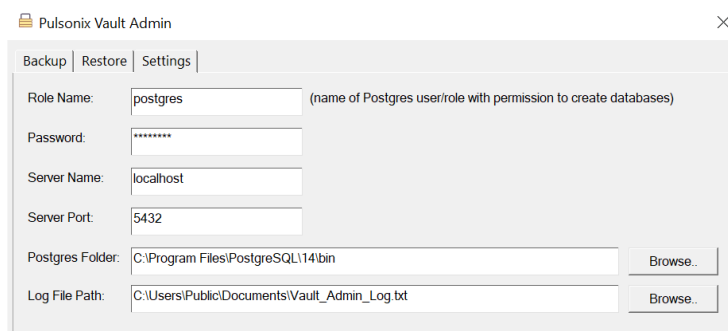 Pulsonix Vault Admin
Backup Restore Settings
Role Name: postgres (name of Postgres user/role with permission to create databases)
Password: ********
Server Name: localhost
Server Port: 5432
Postgres Folder: C:\Program Files\PostgreSQL\14\bin Browse..
Log File Path: C:\Users\Public\Documents\Vault_Admin_Log.txt Browse..